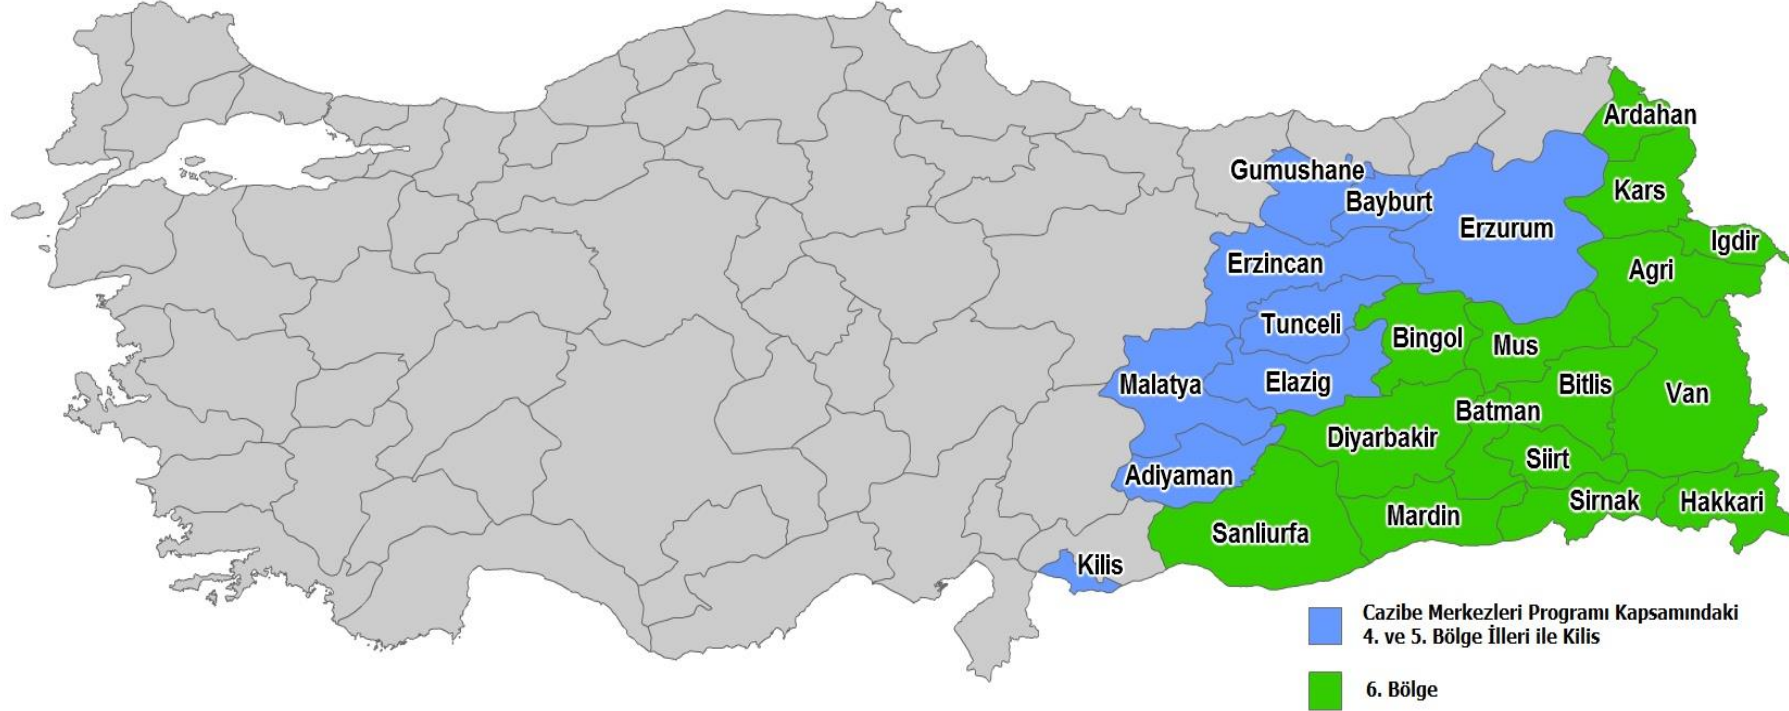 Ardahan
Gumushane
Kars
Bayburt
Erzurum
Igdir
Erzincan
Agri
Tunceli
Bingol
Mus
Malatya
Elazig
Bitlis
Van
Batman
Diyarbakir
Siirt
Adiyaman
Sirnak
Hakkari
Mardin
Sanliurfa
Kilis
Cazibe Merkezleri Programı Kapsamındaki
4. ve 5. Bölge İlleri ile Kilis
6. Bölge